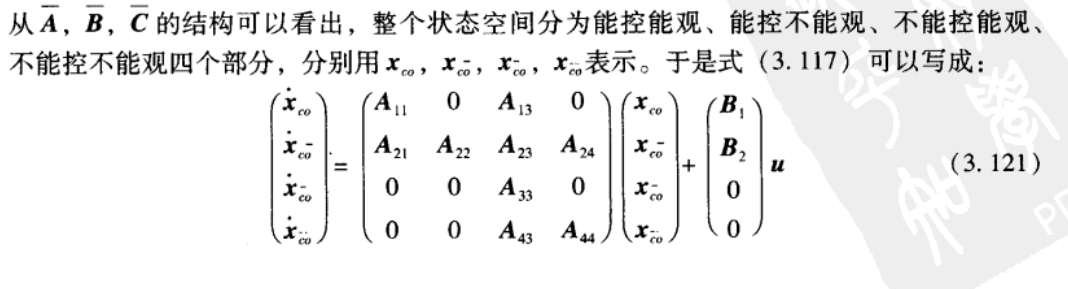 从 A̅，B̅，C̅ 的结构可以看出，整个状态空间分为能控能观、能控不能观、不能控能观、
不能控不能观四个部分，分别用 x_{co}，x_{c\bar{o}}，x_{\bar{c}o}，x_{\bar{c}\bar{o}}表示。于是式（3.117）可以写成：
\begin{pmatrix} \dot{x}_{co} \\ \dot{x}_{c\bar{o}} \\ \dot{x}_{\bar{c}o} \\ \dot{x}_{\bar{c}\bar{o}} \end{pmatrix} = \begin{pmatrix} A_{11} & 0 & A_{13} & 0 \\ A_{21} & A_{22} & A_{23} & A_{24} \\ 0 & 0 & A_{33} & 0 \\ 0 & 0 & A_{43} & A_{44} \end{pmatrix} \begin{pmatrix} x_{co} \\ x_{c\bar{o}} \\ x_{\bar{c}o} \\ x_{\bar{c}\bar{o}} \end{pmatrix} + \begin{pmatrix} B_1 \\ B_2 \\ 0 \\ 0 \end{pmatrix} u （3.121）